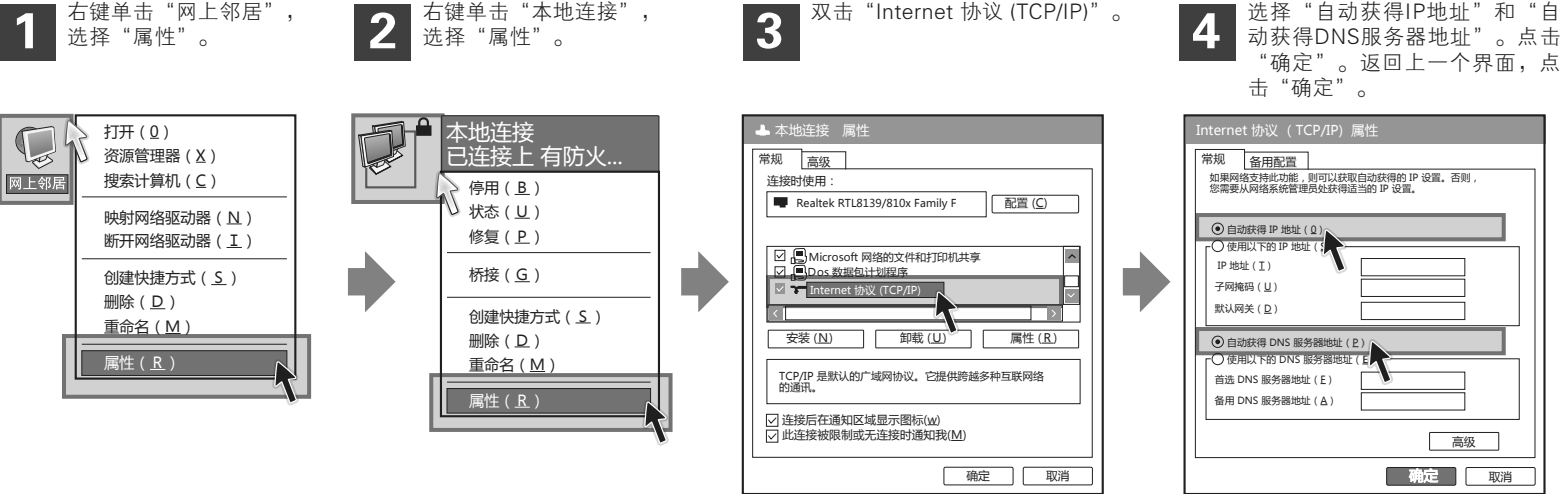 1
右键单击“网上邻居”，
选择“属性”。
网上邻居
打开 ( 0 )
资源管理器 ( X )
搜索计算机 ( C )
映射网络驱动器 ( N )
断开网络驱动器 ( I )
创建快捷方式 ( S )
删除 ( D )
重命名 ( M )
属性 ( R )
2
右键单击“本地连接”，
选择“属性”。
本地连接
已连接上 有防火...
停用 ( B )
状态 ( U )
修复 ( P )
桥接 ( G )
创建快捷方式 ( S )
删除 ( D )
重命名 ( M )
属性 ( R )
3
双击“Internet 协议 (TCP/IP)”。
本地连接 属性
常规 高级
连接时使用：
Realtek RTL8139/810x Family F 配置 (C)
Microsoft 网络的文件和打印机共享
Dos 数据包计划程序
Internet 协议 (TCP/IP)
安装 (N) 卸载 (U) 属性 (R)
TCP/IP 是默认的广域网协议。它提供跨越多种互联网络
的通讯。
连接后在通知区域显示图标(w)
此连接被限制或无连接时通知我(M)
确定 取消
4
选择“自动获得IP地址”和“自
动获得DNS服务器地址”。点击
“确定”。返回上一个界面，点
击“确定”。
Internet 协议 ( TCP/IP) 属性
常规 备用配置
如果网络支持此功能，则可以获取自动获得的 IP 设置。否则，
您需要从网络系统管理员处获得适当的 IP 设置。
自动获得 IP 地址 ( 0 )
使用以下的 IP 地址 ( S
IP 地址 ( I )
子网掩码 ( U )
默认网关 ( D )
自动获得 DNS 服务器地址 ( P )
使用以下的 DNS 服务器地址 (
首选 DNS 服务器地址 ( E )
备用 DNS 服务器地址 ( A )
高级
确定 取消